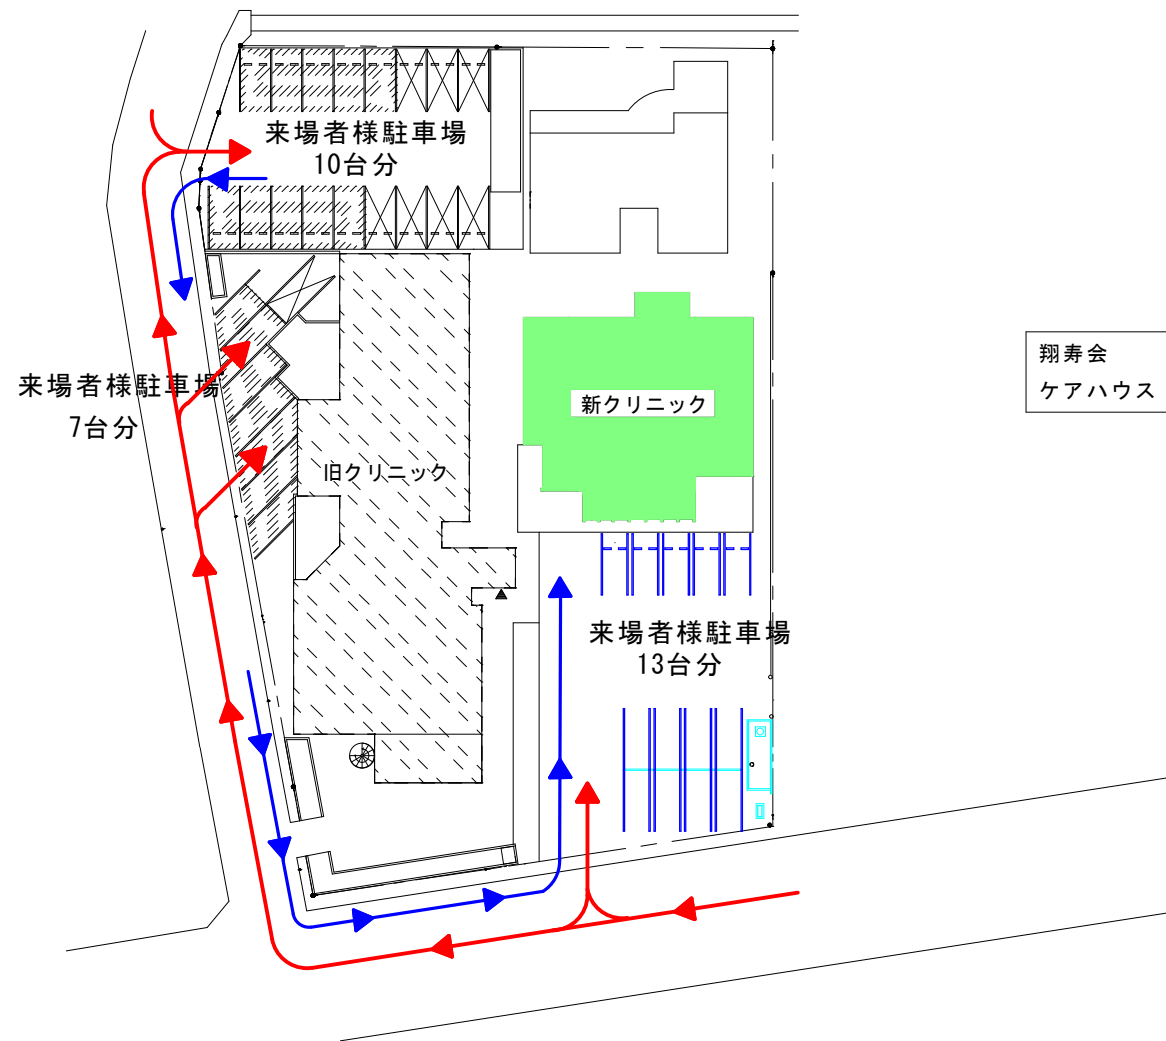 来場者様駐車場
10台分
翔寿会
ケアハウス
来場者様駐車場
7台分
新クリニック
旧クリニック
来場者様駐車場
13台分